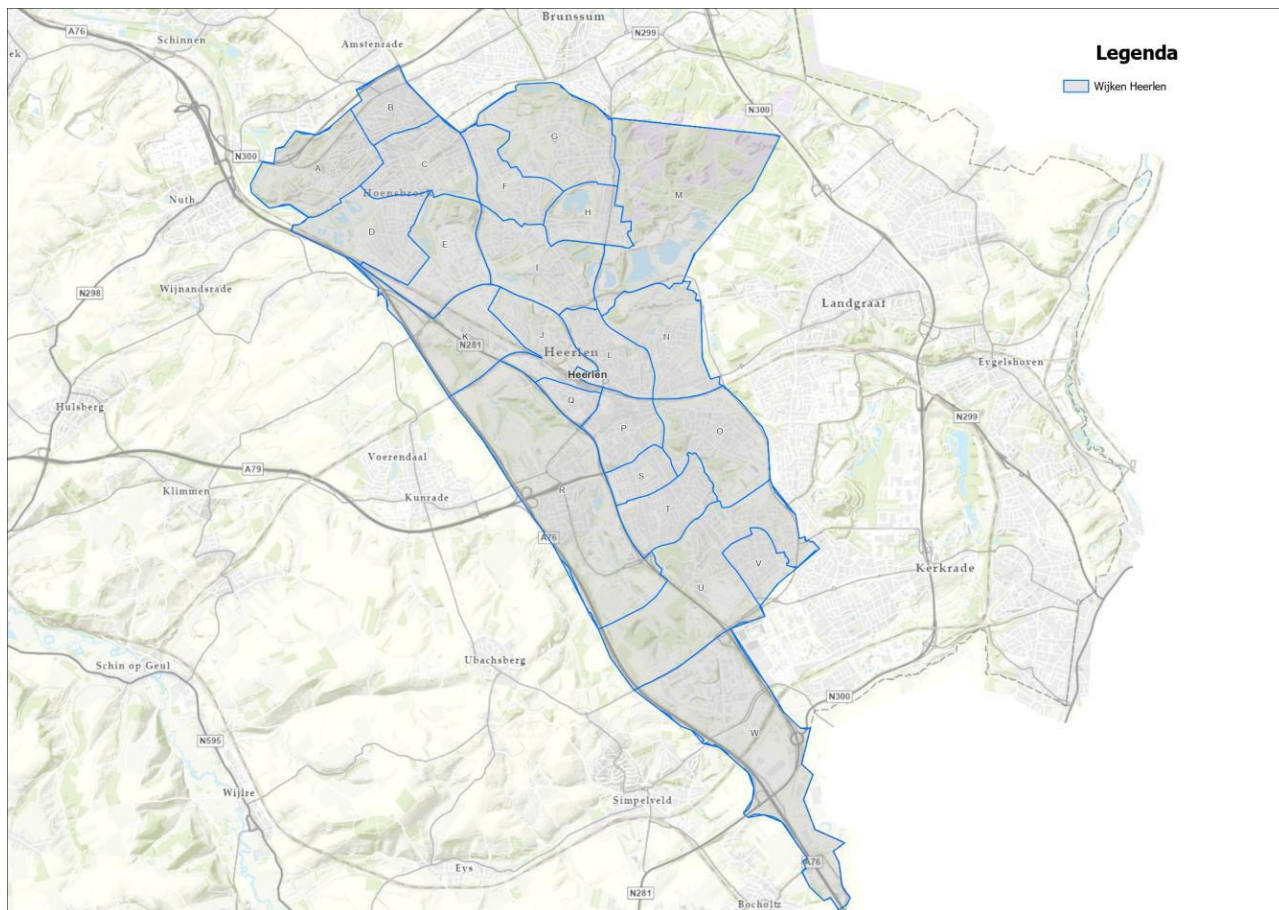 Brunssum
A76
Schinnen
Amstenrade
N299
Legenda
Wijken Heerlen
ek
B
N300
G
N300
A
C
Hoensbroek
F
M
Nuth
H
D
E
I
Wijnandsrade
N298
Landgraaf
K
J
N
N281
Heerlen
L
Heerlen
Eygelshoven
Hulsberg
Q
N299
P
O
Voerendaal
A79
S
Klimmen
Kunrade
R
T
A76
V
Kerkrade
U
Schin op Geul
Ubachsberg
N300
W
N595
Wijlre
Simpelveld
A76
Eys
N281
Bocholtz